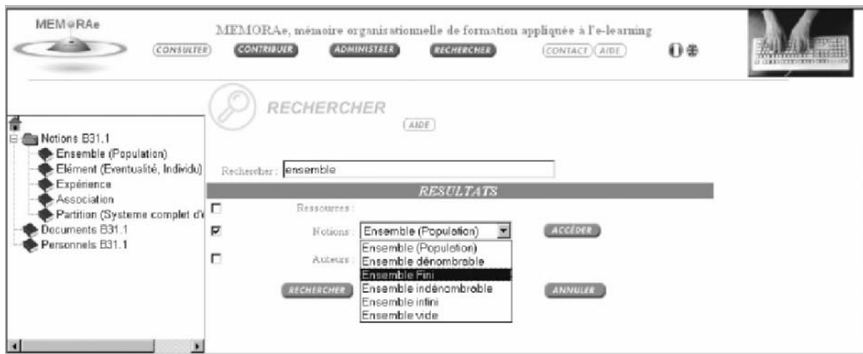 MEMORAe
MEMORAe, mémoire organisationnelle de formation appliquée à l'e-learning
CONSULTER CONTRIBUER ADMINISTRER RECHERCHER CONTACT AIDE
RECHERCHER
AIDE
Notions B31.1
Ensemble (Population)
Elément (Eventualité, Individu)
Expérience
Association
Partition (Systeme complet d'
Documents B31.1
Personnels B31.1
Rechercher : ensemble
RESULTATS
Ressources :
Notions : Ensemble (Population) ACCÉDER
Ensemble (Population)
Ensemble dénombrable
Auteurs :
Ensemble Fini
Ensemble indénombrable
Ensemble infini
Ensemble vide
RECHERCHER ANNULER